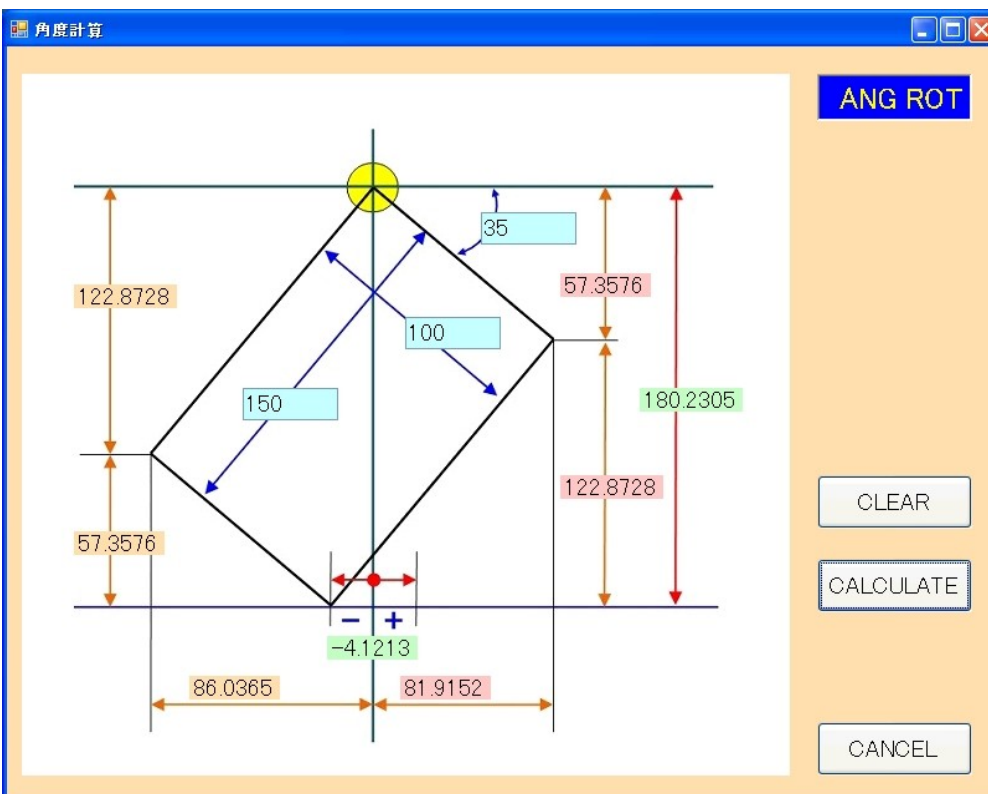 角度計算
ANG ROT
35
57.3576
122.8728
100
150
180.2305
122.8728
CLEAR
57.3576
CALCULATE
− +
-4.1213
86.0365
81.9152
CANCEL